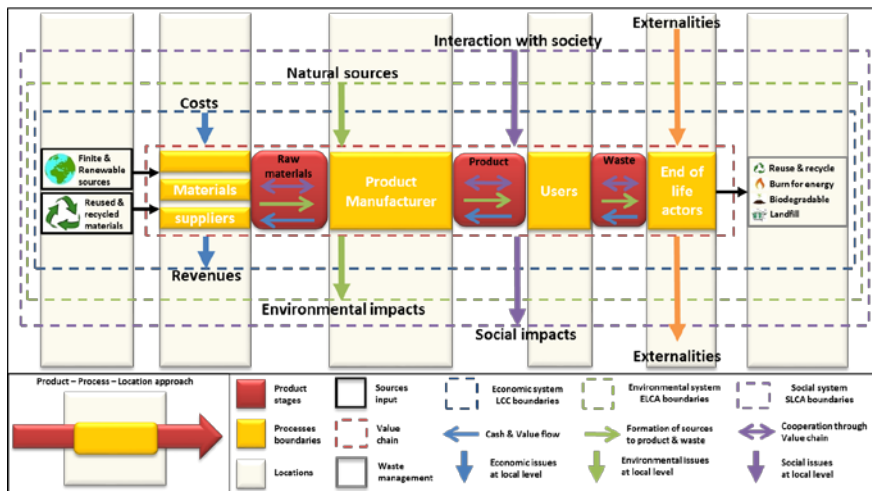 Externalities
Interaction with society
Natural sources
Costs
Finite &
Renewable
sources
Reused &
recycled
materials
Materials
suppliers
Raw
materials
Product
Manufacturer
Product
Users
Waste
End of
life
actors
Reuse & recycle
Burn for energy
Biodegradable
Landfill
Revenues
Environmental impacts
Social impacts
Externalities
Product – Process – Location approach
Product
stages
Sources
input
Economic system
LCC boundaries
Environmental system
ELCA boundaries
Social system
SLCA boundaries
Processes
boundaries
Value
chain
Cash & Value flow
Formation of sources
to product & waste
Cooperation through
Value chain
Locations
Waste
management
Economic issues
at local level
Environmental issues
at local level
Social issues
at local level